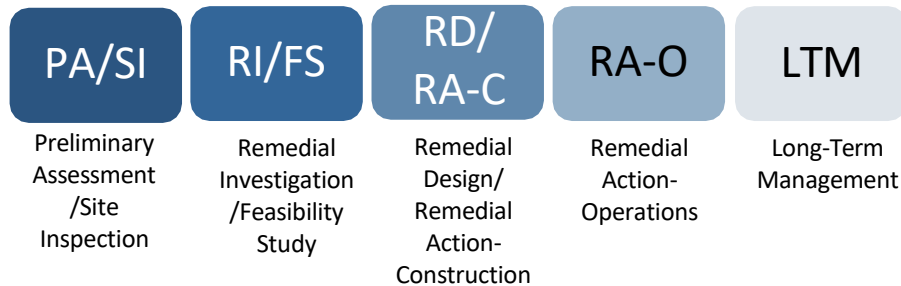 PA/SI
RI/FS
RD/
RA-C
RA-O
LTM
Preliminary
Assessment
/Site
Inspection
Remedial
Investigation
/Feasibility
Study
Remedial
Design/
Remedial
Action-
Construction
Remedial
Action-
Operations
Long-Term
Management